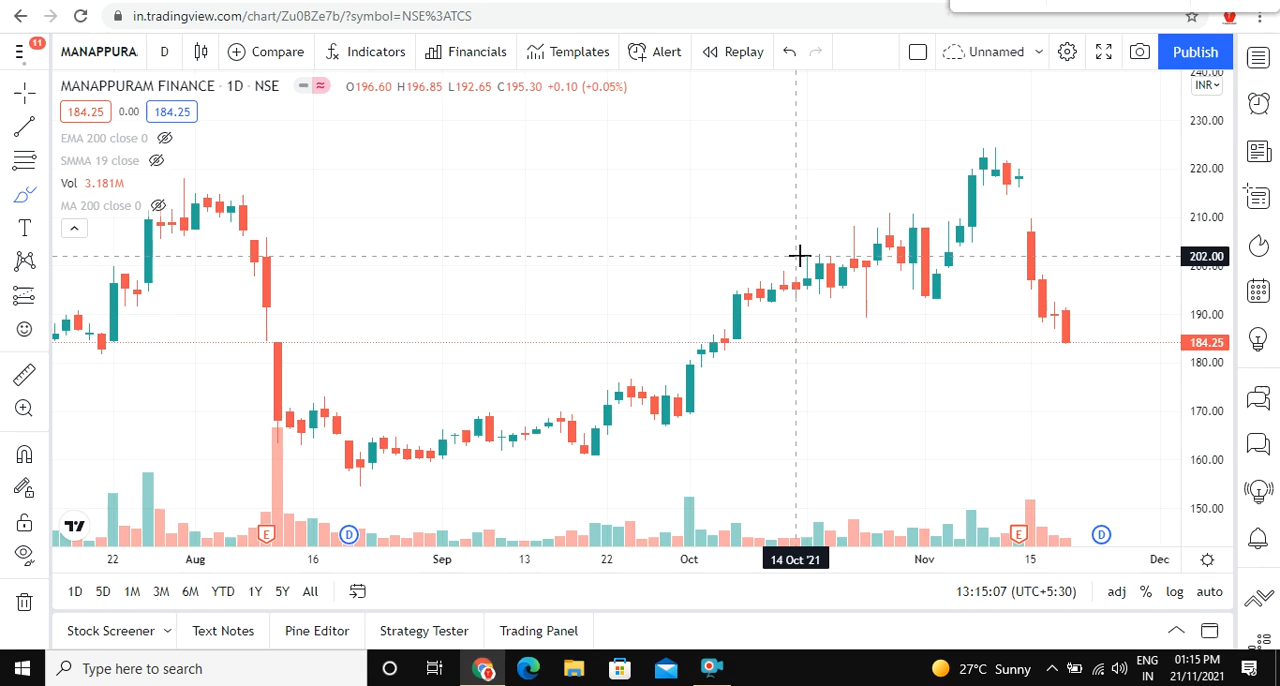 in.tradingview.com/chart/Zu0BZe7b/?symbol=NSE%3ATCS
11
MANAPPURA. D Compare Indicators Financials Templates Alert Replay Unnamed Publish
MANAPPURAM FINANCE · 1D · NSE O196.60 H196.85 L192.65 C195.30 +0.10 (+0.05%)
184.25 0.00 184.25
EMA 200 close 0
SMMA 19 close
Vol 3.181M
MA 200 close 0
240.00
INR
230.00
220.00
210.00
202.00
200.00
190.00
184.25
180.00
170.00
160.00
150.00
E D E D
22 Aug 16 Sep 13 22 Oct 14 Oct '21 Nov 15 Dec
1D 5D 1M 3M 6M YTD 1Y 5Y All 13:15:07 (UTC+5:30) adj % log auto
Stock Screener Text Notes Pine Editor Strategy Tester Trading Panel
Type here to search 27°C Sunny ENG IN 01:15 PM 21/11/2021